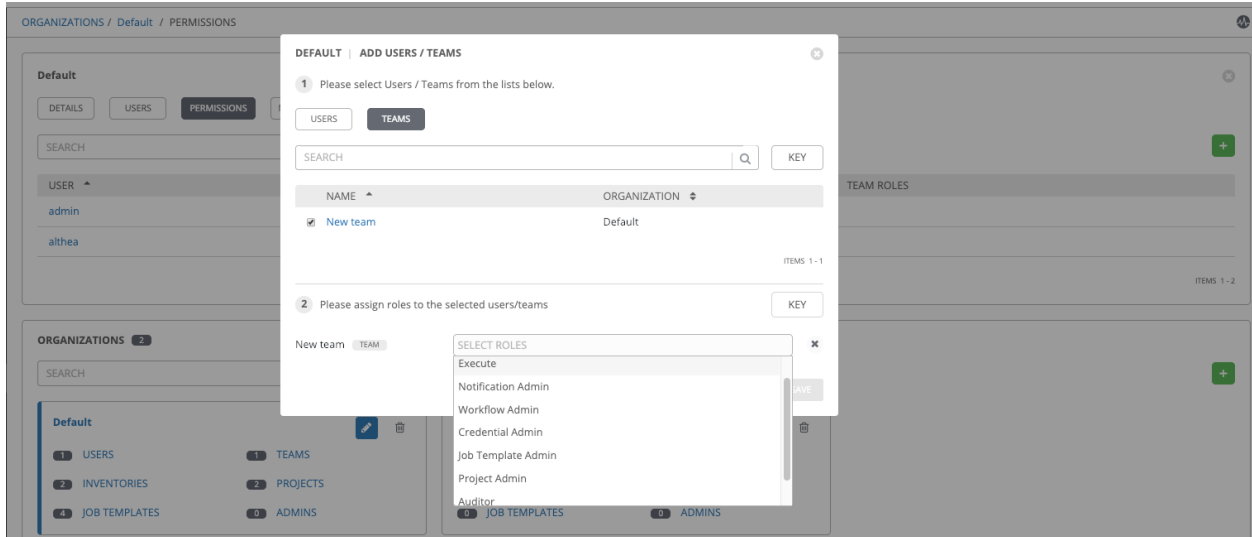 ORGANIZATIONS / Default / PERMISSIONS
Default
DETAILS USERS PERMISSIONS
SEARCH
USER TEAM ROLES
admin
althea
ITEMS 1 - 2
DEFAULT | ADD USERS / TEAMS
1 Please select Users / Teams from the lists below.
USERS TEAMS
SEARCH KEY
NAME ORGANIZATION
New team Default
ITEMS 1 - 1
2 Please assign roles to the selected users/teams KEY
New team TEAM SELECT ROLES
Execute
Notification Admin
Workflow Admin
Credential Admin
Job Template Admin
Project Admin
Auditor
SAVE
ORGANIZATIONS 2
SEARCH
Default
1 USERS 1 TEAMS
2 INVENTORIES 2 PROJECTS
4 JOB TEMPLATES 0 ADMINS
0 JOB TEMPLATES 0 ADMINS